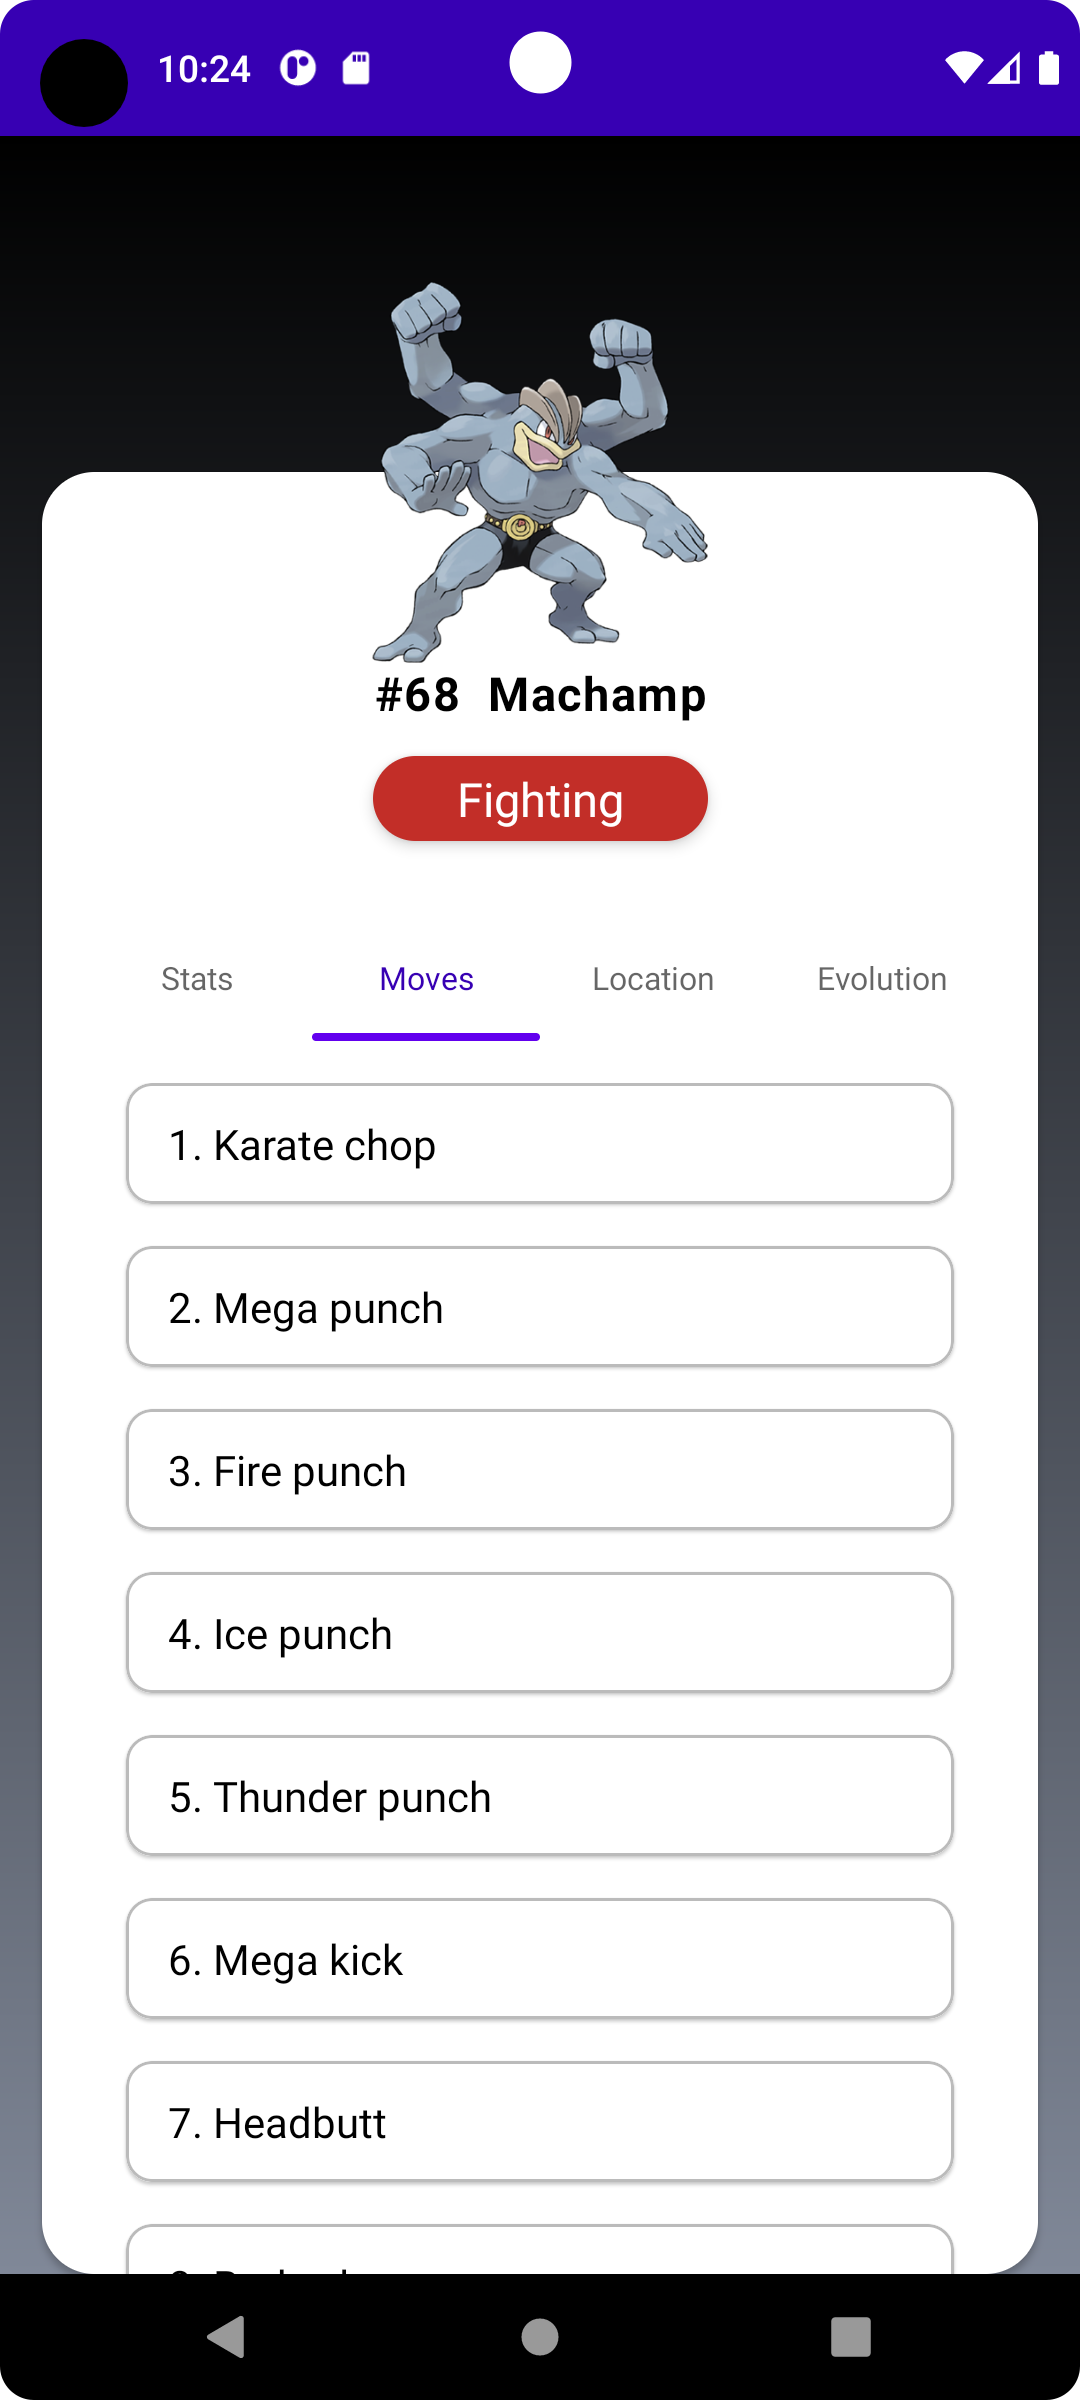 10:24
#68 Machamp
Fighting
Stats Moves Location Evolution
1. Karate chop
2. Mega punch
3. Fire punch
4. Ice punch
5. Thunder punch
6. Mega kick
7. Headbutt